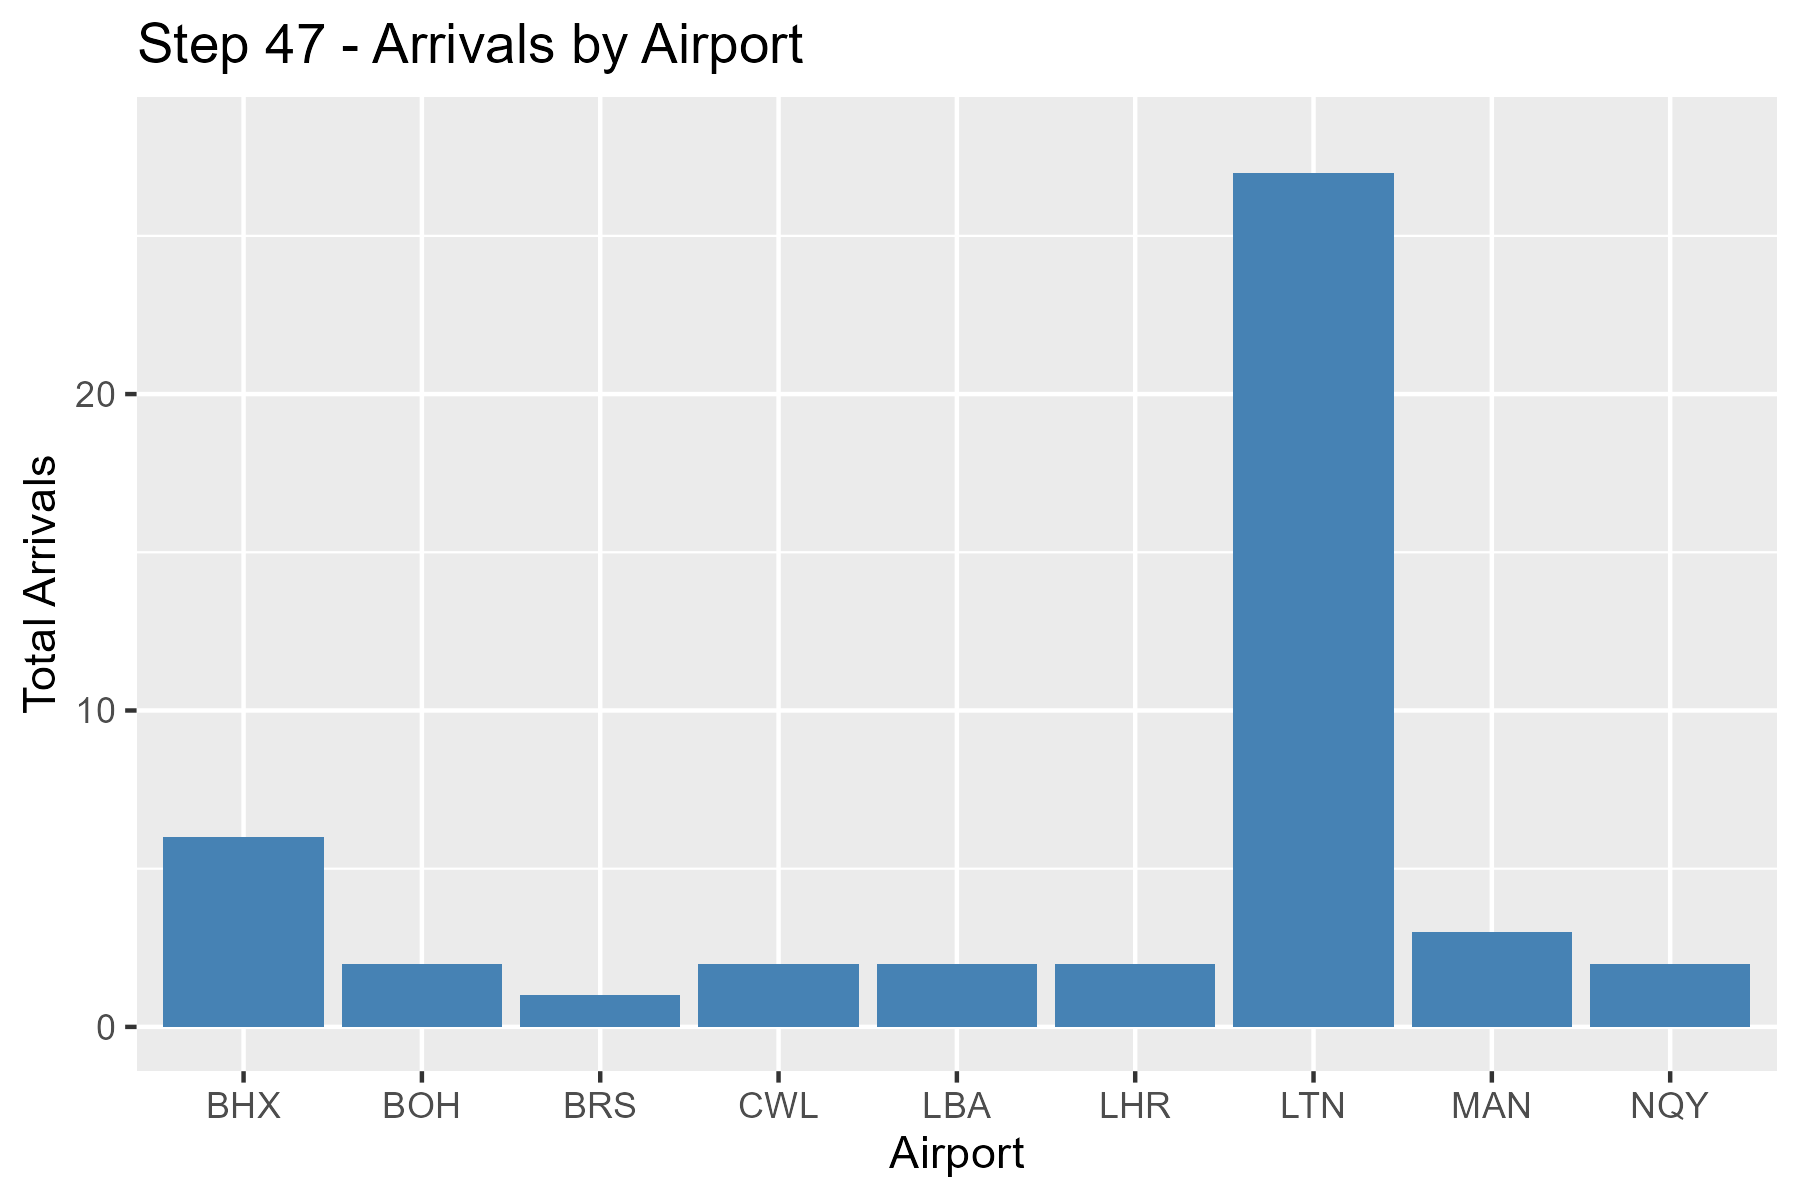 Step 47 - Arrivals by Airport
Total Arrivals
20
10
0
BHX BOH BRS CWL LBA LHR LTN MAN NQY
Airport